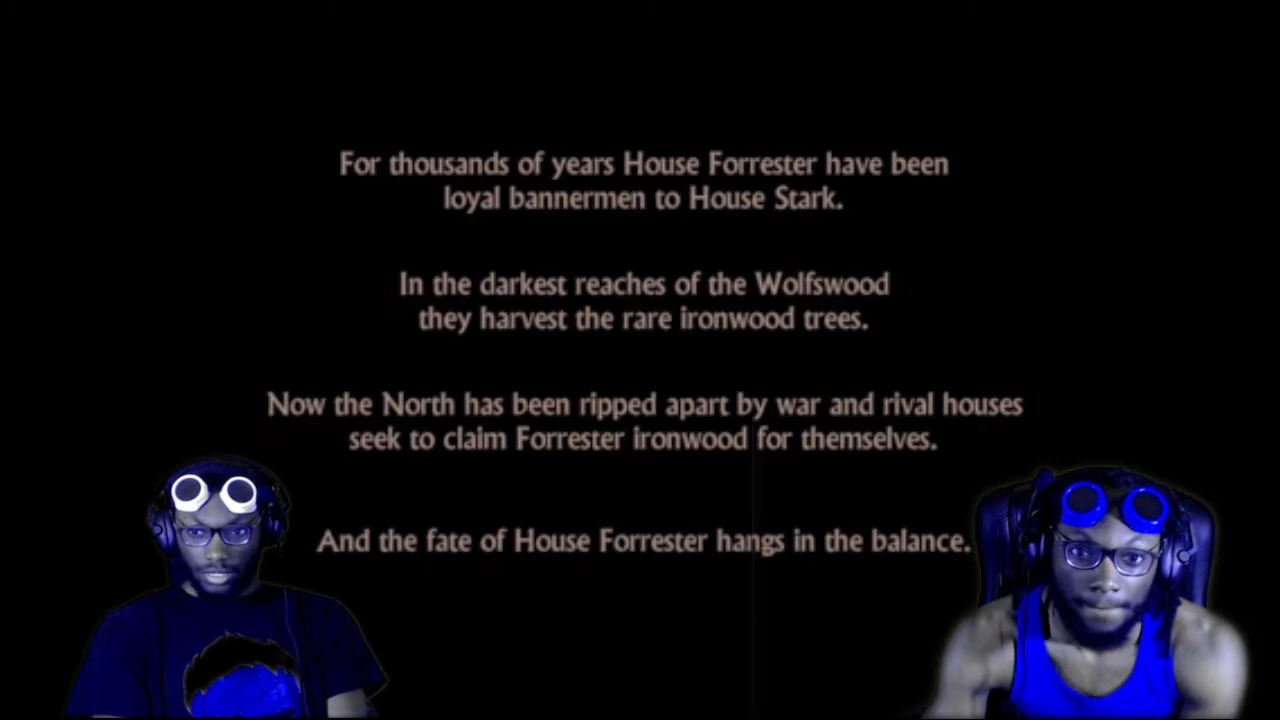 For thousands of years House Forrester have been
loyal bannermen to House Stark.
In the darkest reaches of the Wolfswood
they harvest the rare ironwood trees.
Now the North has been ripped apart by war and rival houses
seek to claim Forrester ironwood for themselves.
And the fate of House Forrester hangs in the balance.